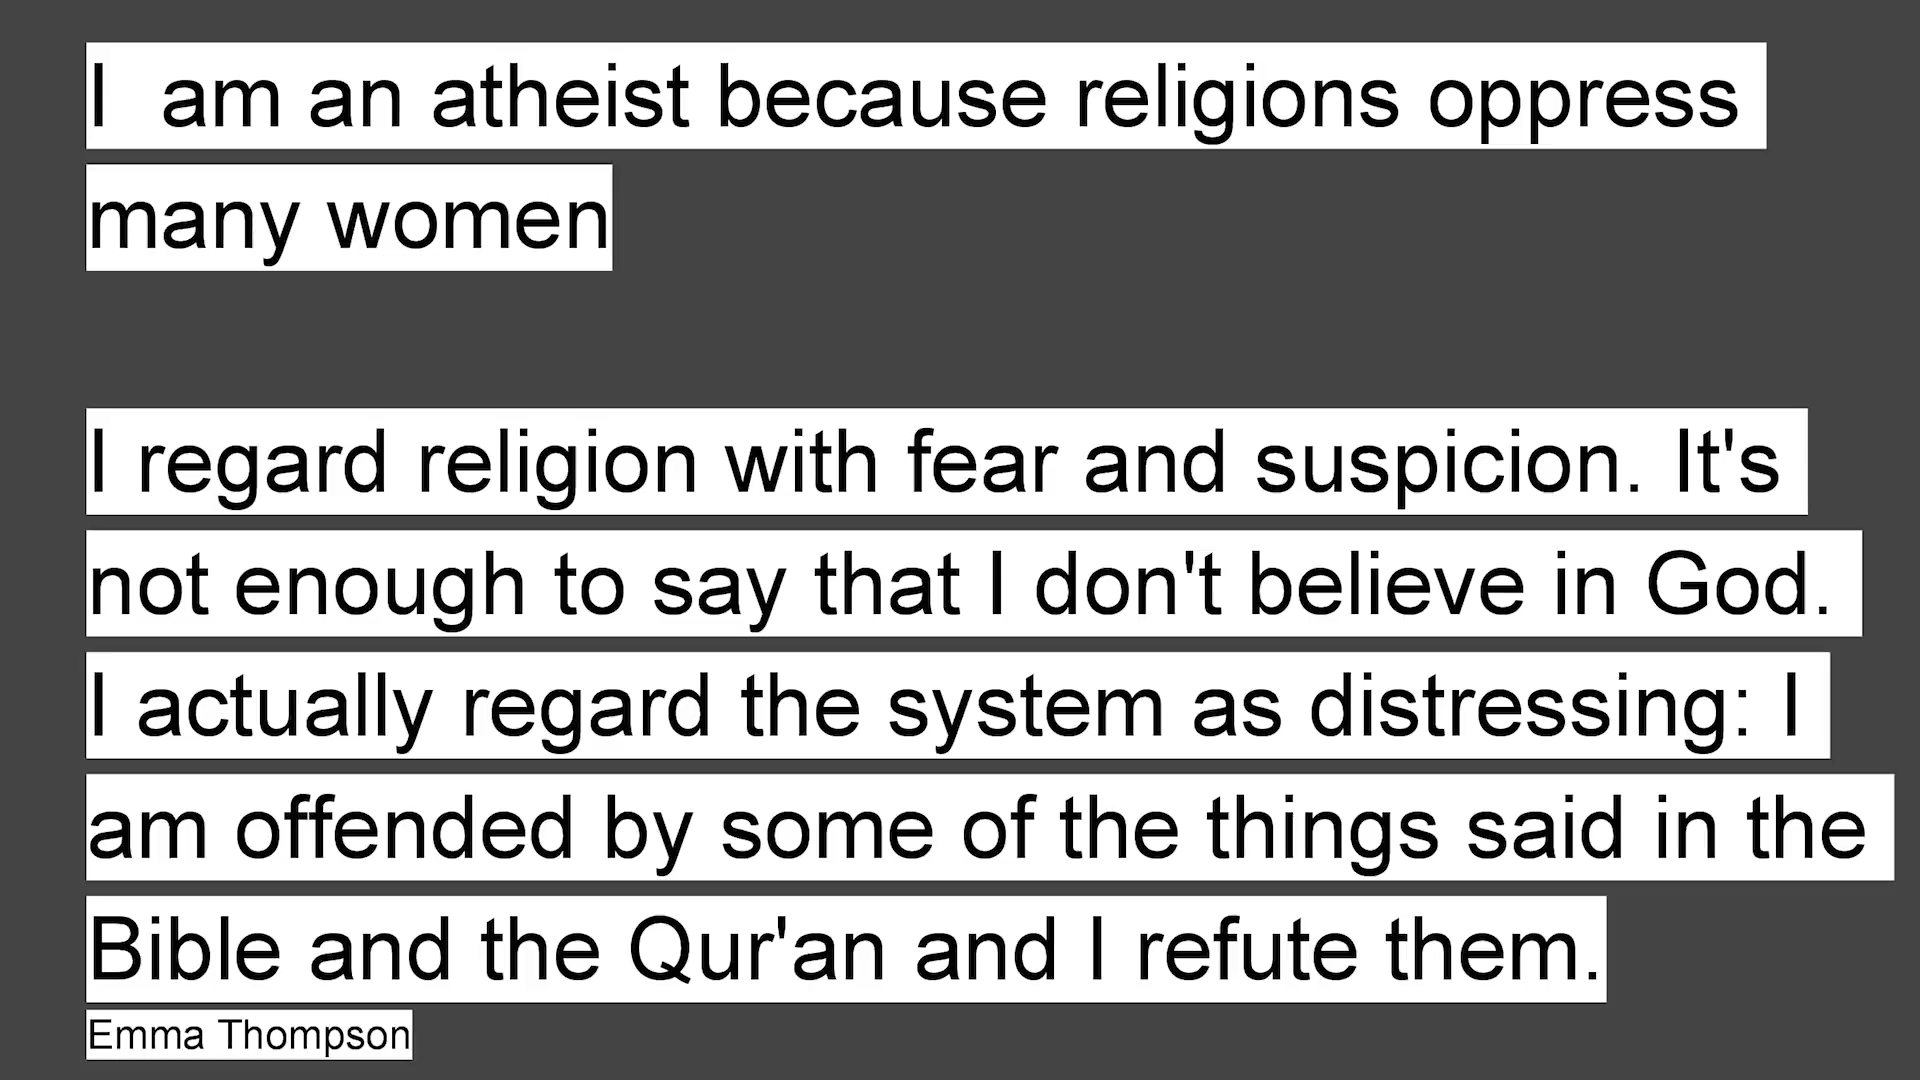 I  am an atheist because religions oppress
many women
I regard religion with fear and suspicion. It's
not enough to say that I don't believe in God.
I actually regard the system as distressing: I
am offended by some of the things said in the
Bible and the Qur'an and I refute them.
Emma Thompson